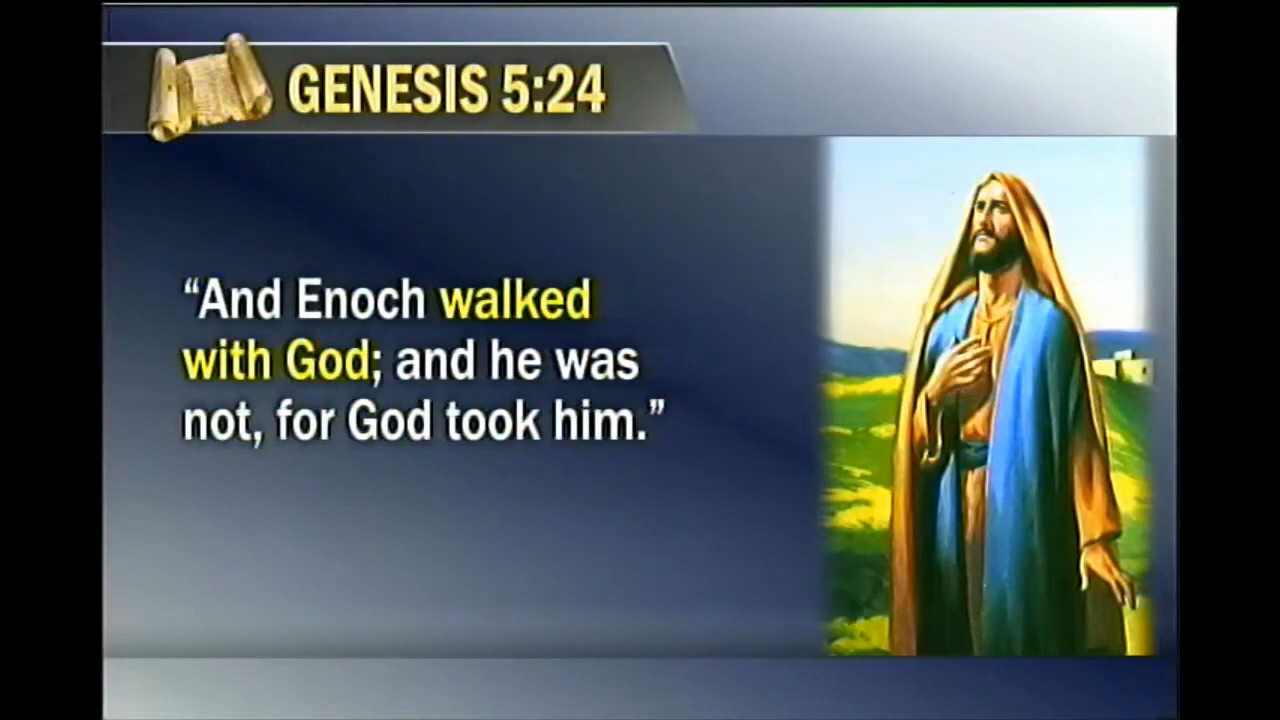 GENESIS 5:24
“And Enoch walked
with God; and he was
not, for God took him.”